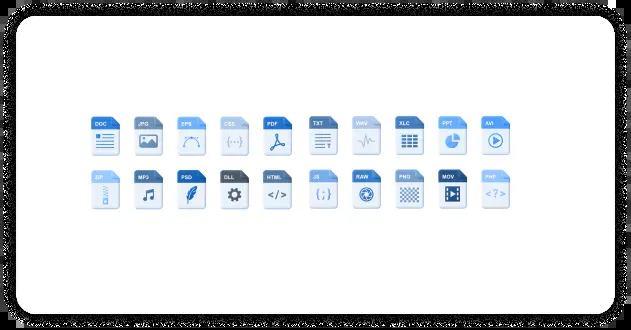 DOC JPG EPS CSS PDF TXT WAV XLC PPT AVI
ZIP MP3 PSD DLL HTML JS RAW PNG MOV PHP